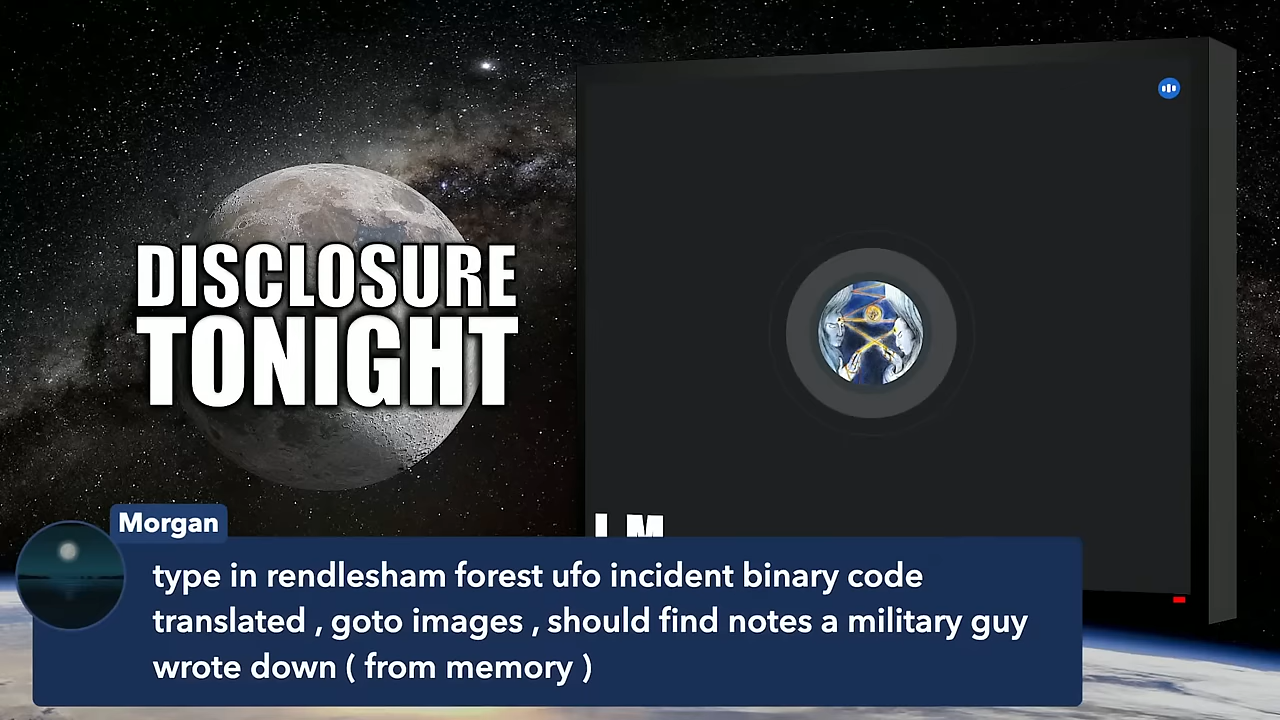 DISCLOSURE
TONIGHT
Morgan
type in rendlesham forest ufo incident binary code
translated , goto images , should find notes a military guy
wrote down ( from memory )